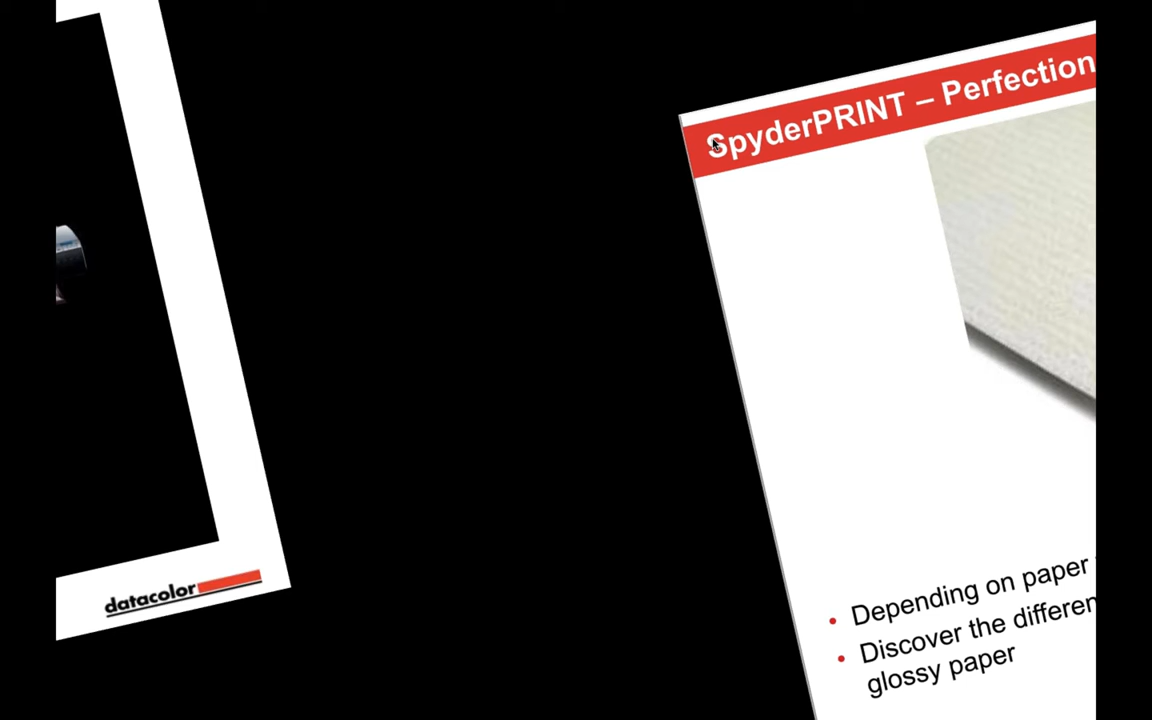 SpyderPRINT – Perfection
datacolor
• Depending on paper
• Discover the differen
glossy paper